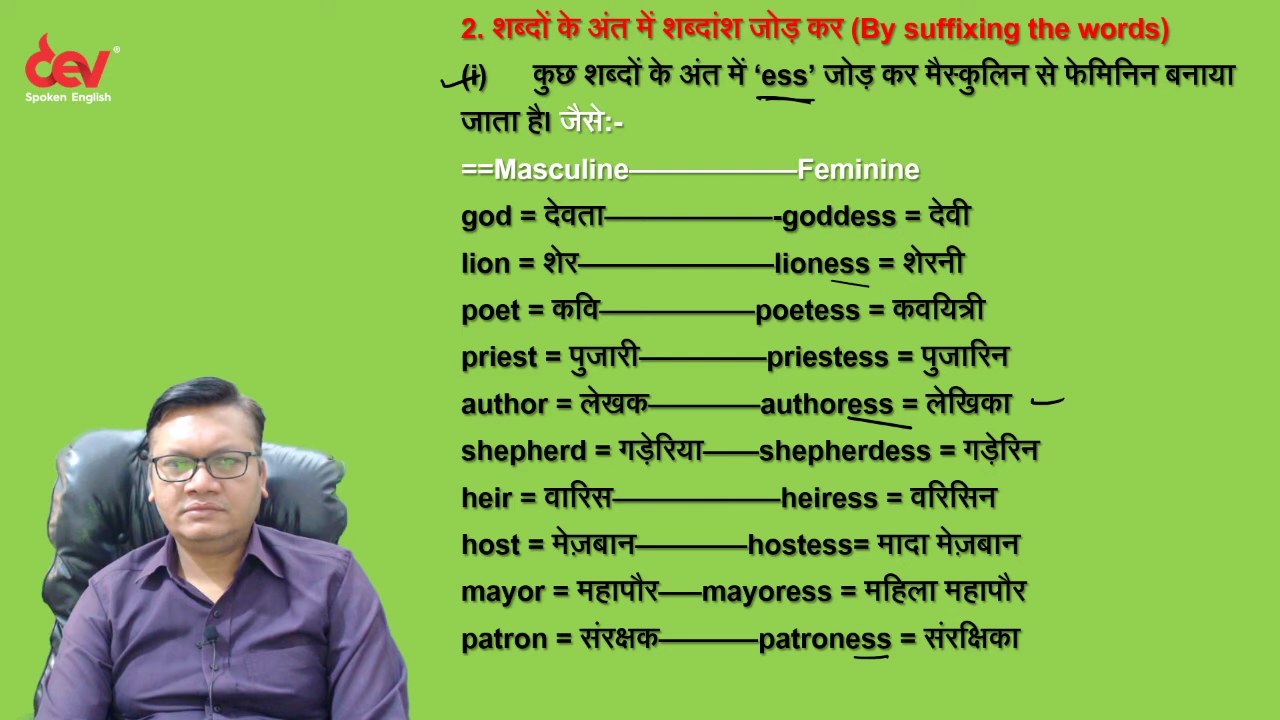 dev®
Spoken English
2. शब्दों के अंत में शब्दांश जोड़ कर (By suffixing the words)
(i) कुछ शब्दों के अंत में ‘ess’ जोड़ कर मैस्कुलिन से फेमिनिन बनाया
जाता है। जैसे:-
==Masculine——————Feminine
god = देवता——————-goddess = देवी
lion = शेर———————lioness = शेरनी
poet = कवि—————–poetess = कवयित्री
priest = पुजारी————–priestess = पुजारिन
author = लेखक————authoress = लेखिका
shepherd = गड़ेरिया——shepherdess = गड़ेरिन
heir = वारिस——————heiress = वरिसिन
host = मेज़बान————hostess= मादा मेज़बान
mayor = महापौर—–mayoress = महिला महापौर
patron = संरक्षक———–patroness = संरक्षिका